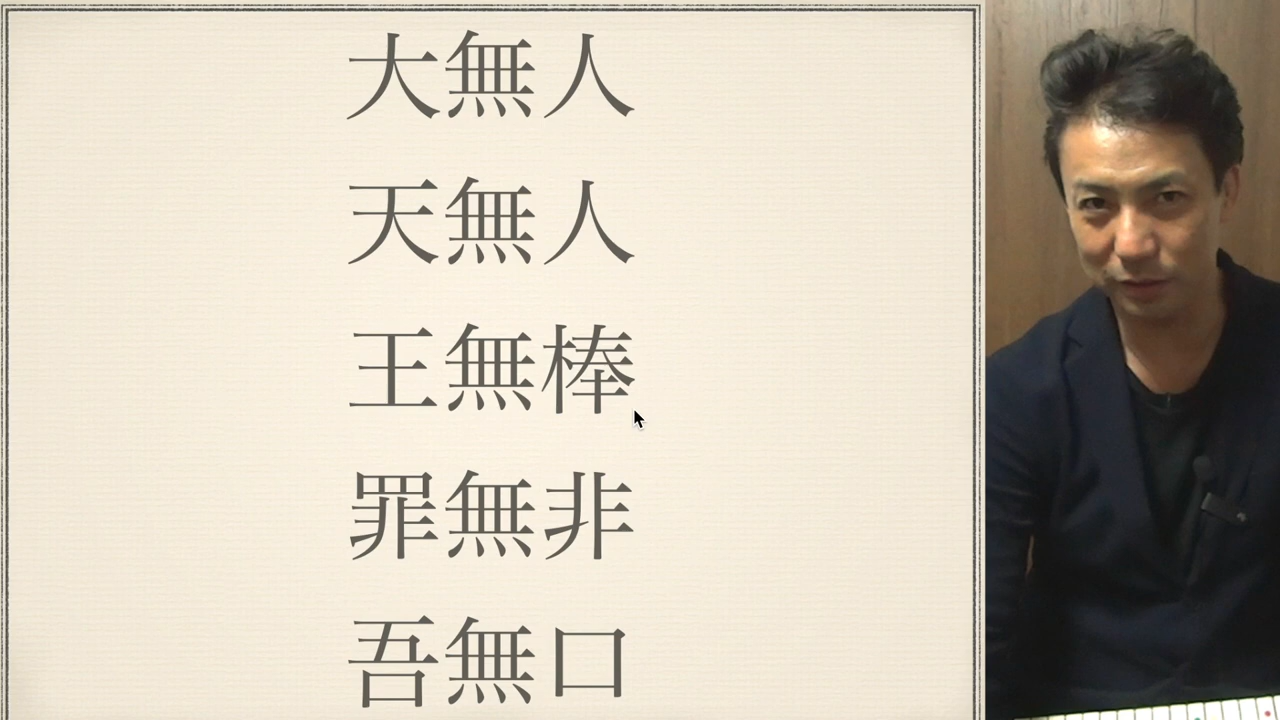 大無人
天無人
王無棒
罪無非
吾無口